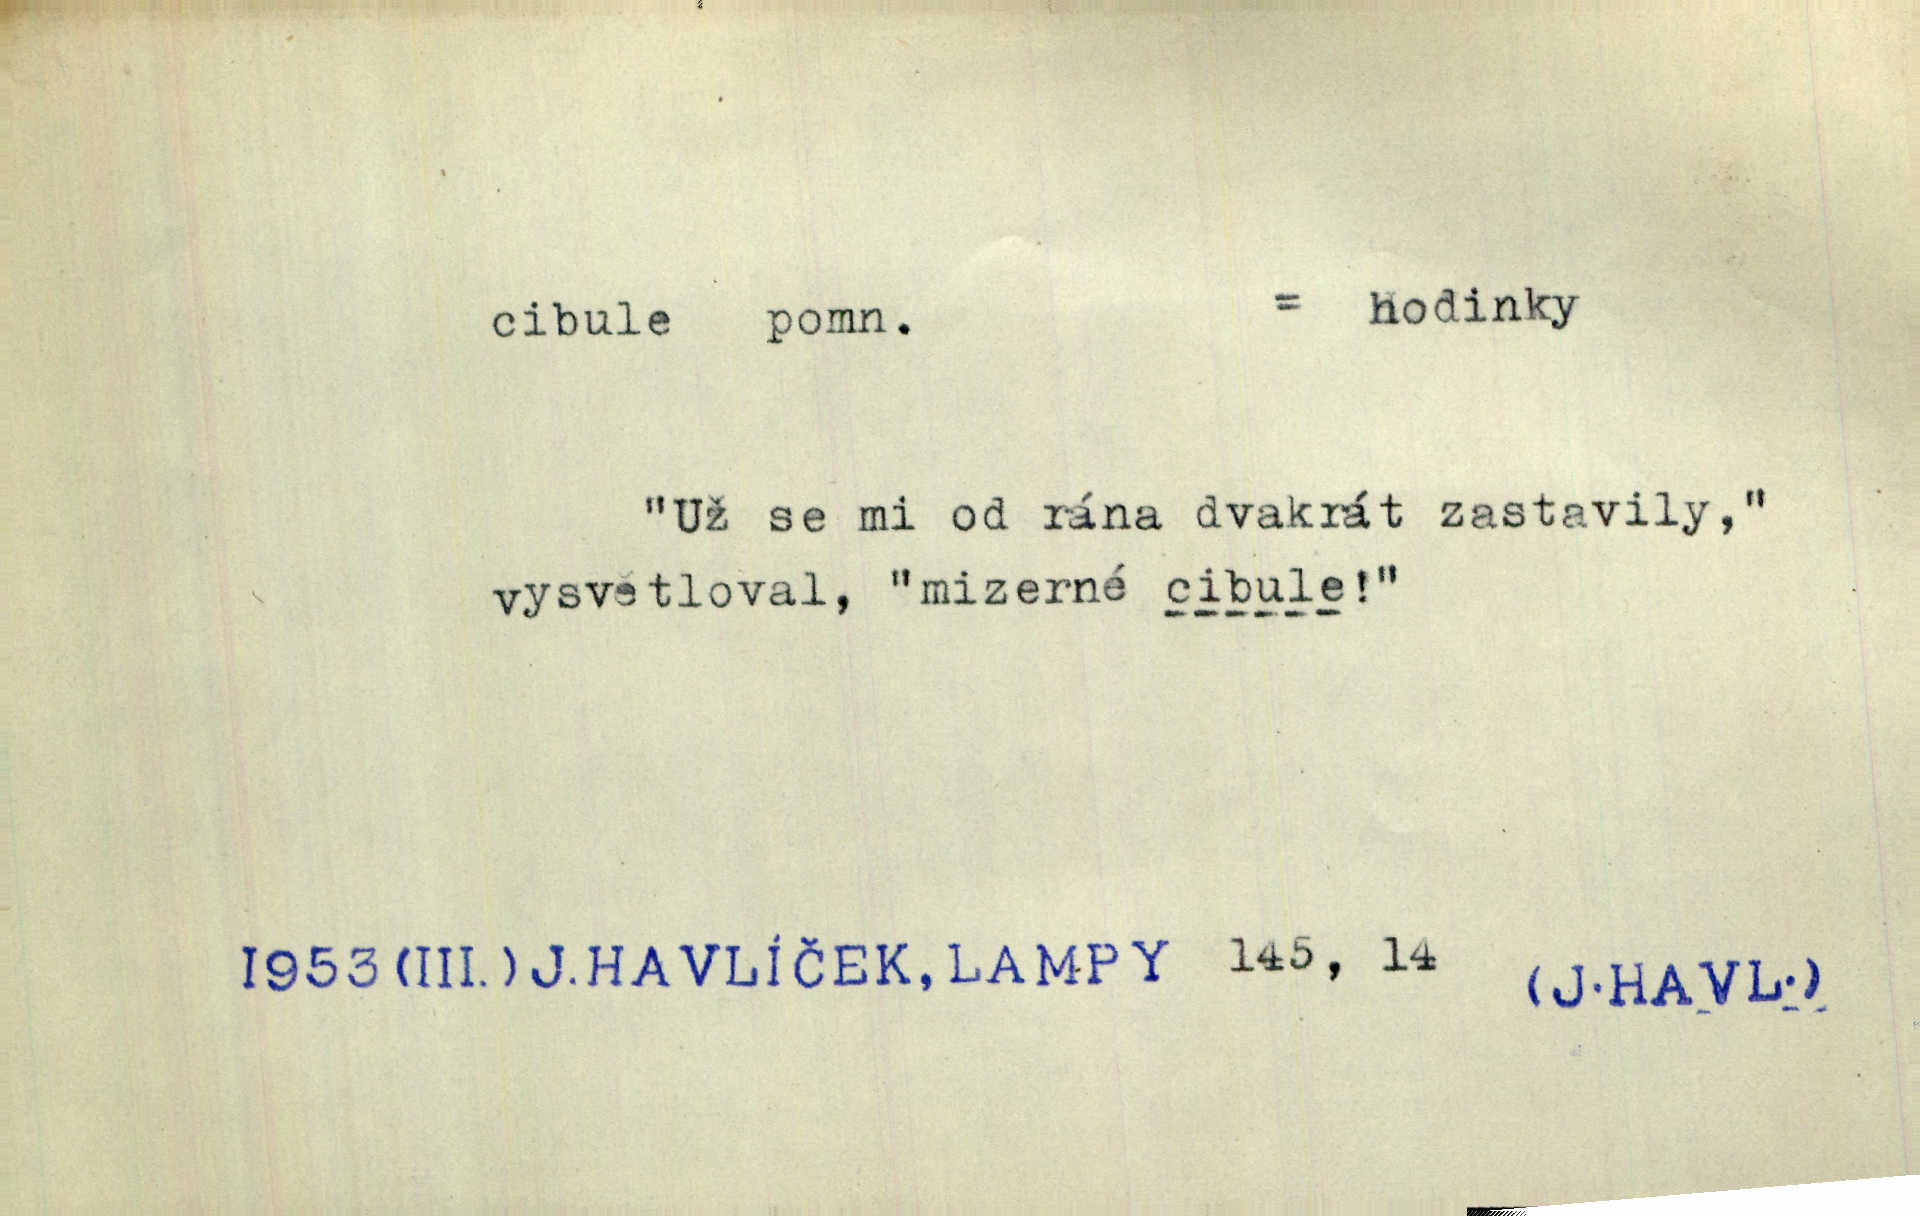 cibule pomn. = hodinky
"Už se mi od rána dvakrát zastavily,"
vysvětloval, "mizerné cibule!"
1953 (III.) J. HAVLÍČEK, LAMPY 145, 14 (J. HAVL.)